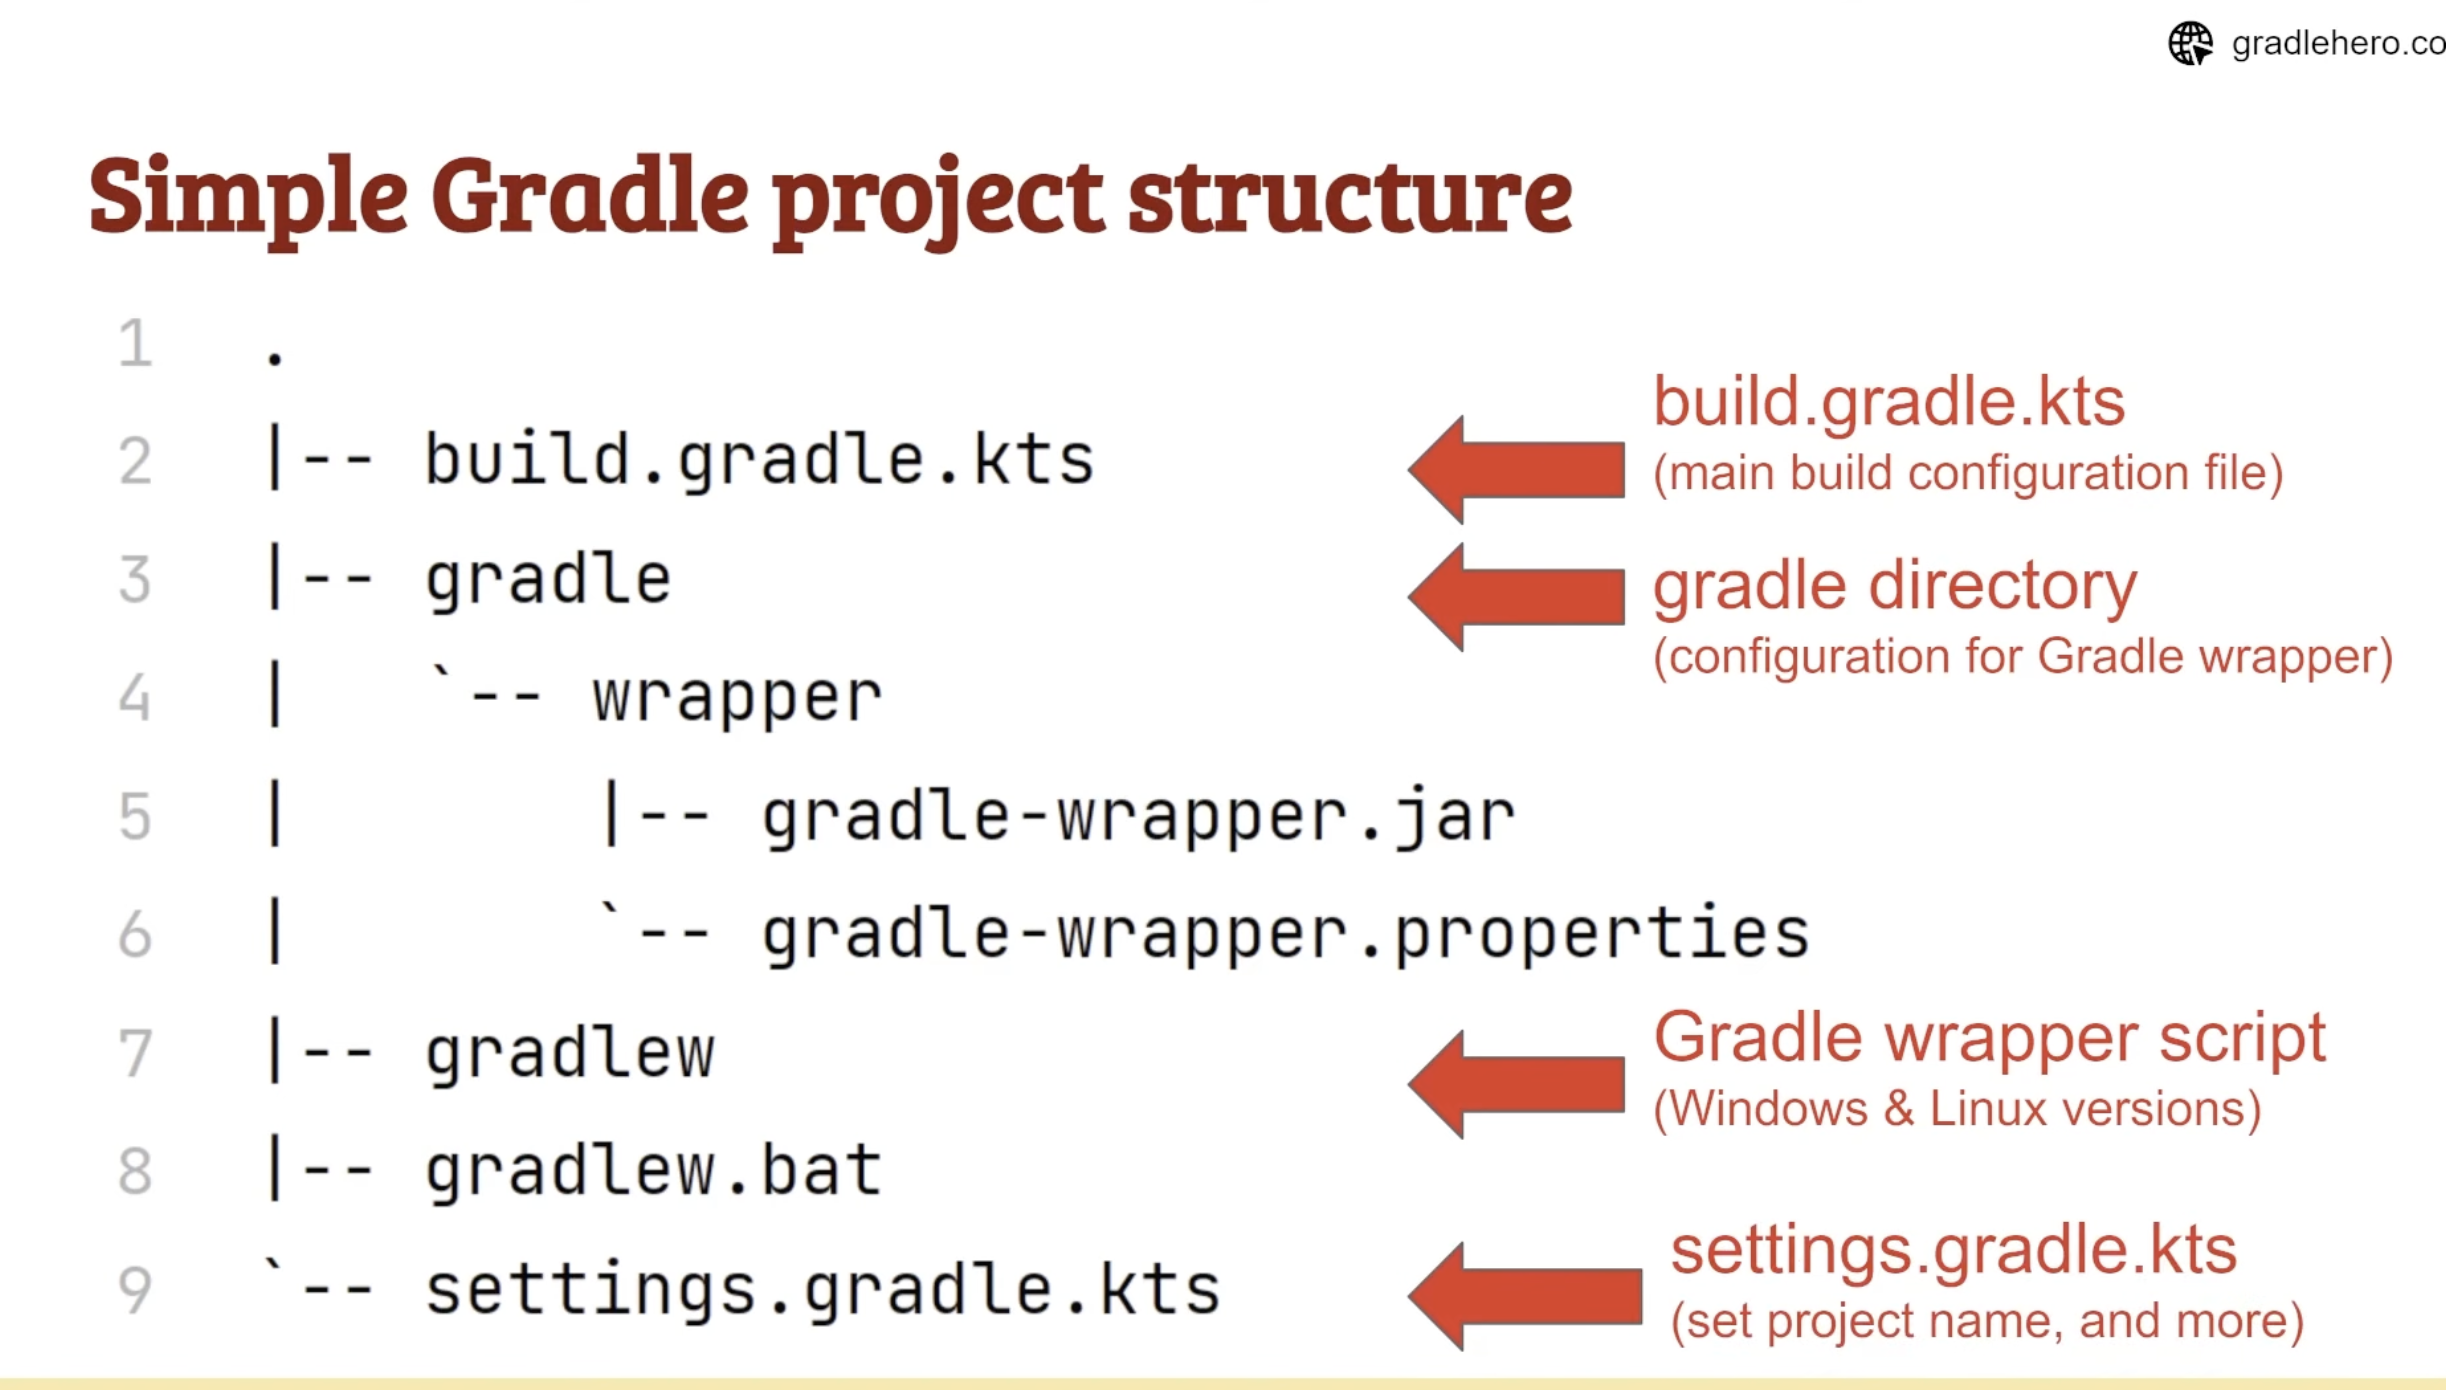 gradlehero.co
Simple Gradle project structure
1 .
2 |-- build.gradle.kts
3 |-- gradle
4 |   `-- wrapper
5 |       |-- gradle-wrapper.jar
6 |       `-- gradle-wrapper.properties
7 |-- gradlew
8 |-- gradlew.bat
9 `-- settings.gradle.kts
build.gradle.kts
(main build configuration file)
gradle directory
(configuration for Gradle wrapper)
Gradle wrapper script
(Windows & Linux versions)
settings.gradle.kts
(set project name, and more)